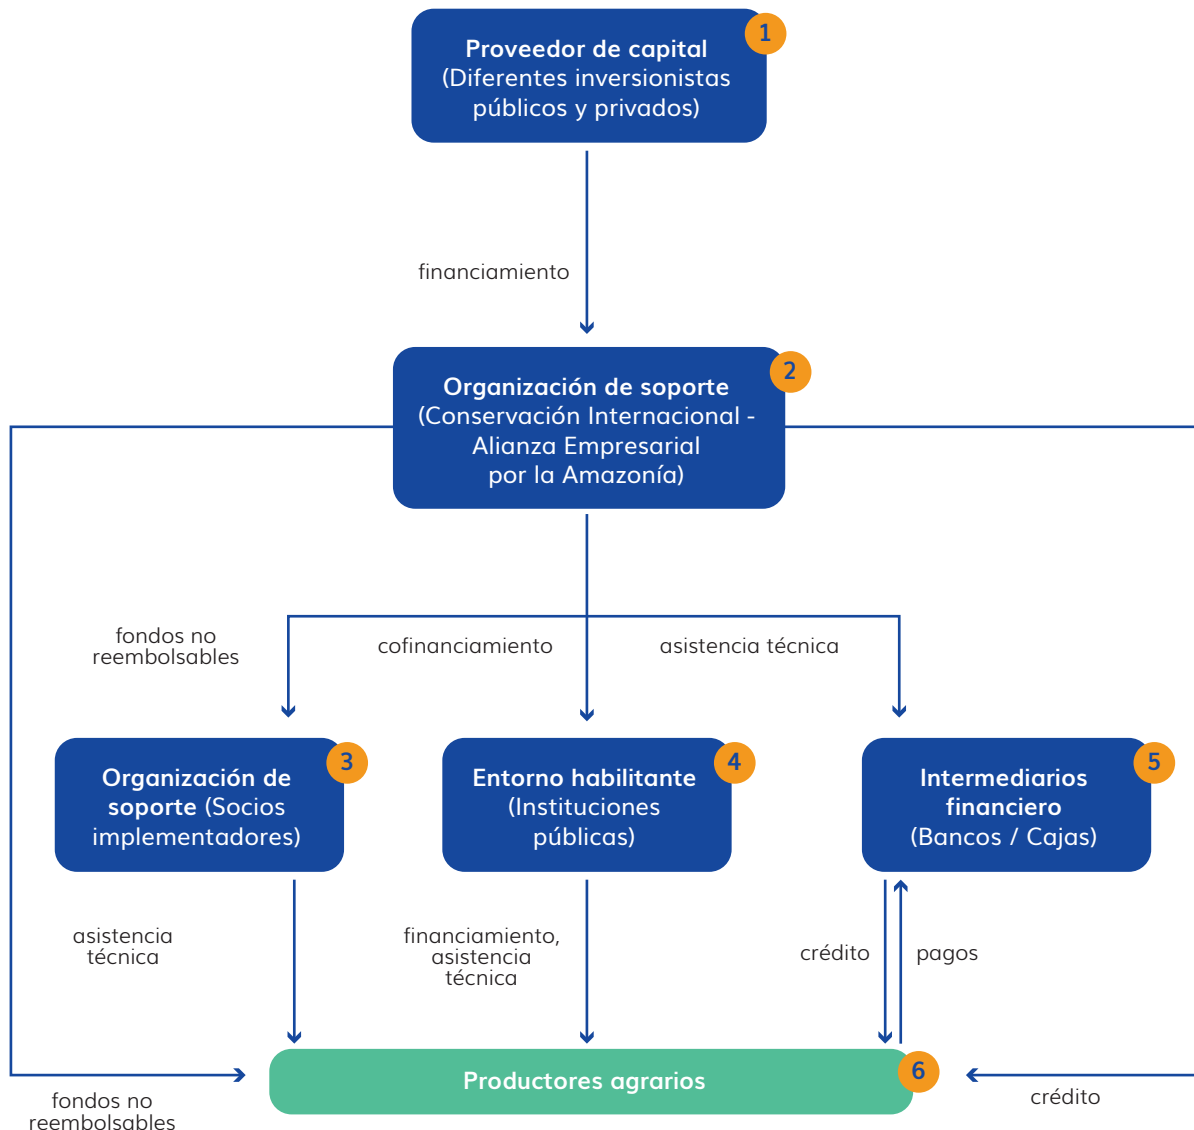 1
Proveedor de capital
(Diferentes inversionistas
públicos y privados)
financiamiento
2
Organización de soporte
(Conservación Internacional -
Alianza Empresarial
por la Amazonía)
fondos no
reembolsables
cofinanciamiento
asistencia técnica
3
Organización de
soporte (Socios
implementadores)
4
Entorno habilitante
(Instituciones
públicas)
5
Intermediarios
financiero
(Bancos / Cajas)
asistencia
técnica
financiamiento,
asistencia
técnica
crédito
pagos
6
Productores agrarios
fondos no
reembolsables
crédito